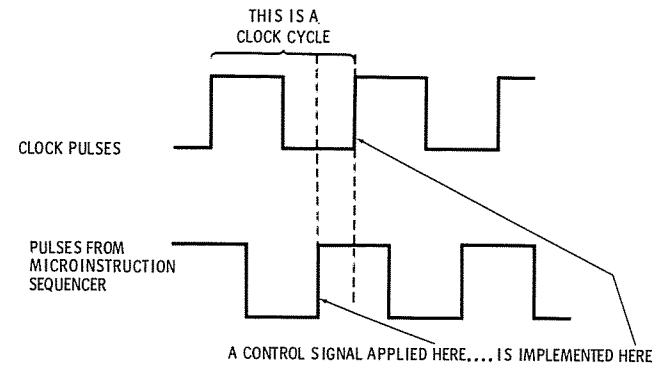 THIS IS A
CLOCK CYCLE
CLOCK PULSES
PULSES FROM
MICROINSTRUCTION
SEQUENCER
A CONTROL SIGNAL APPLIED HERE....IS IMPLEMENTED HERE